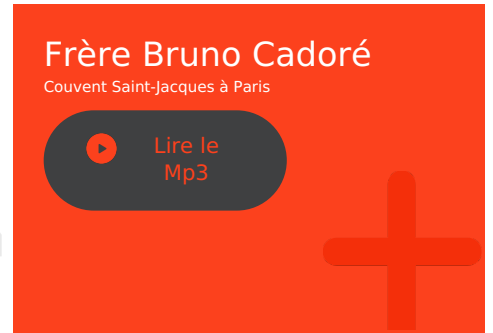 Frère Bruno Cadoré
Couvent Saint-Jacques à Paris
Lire le
Mp3